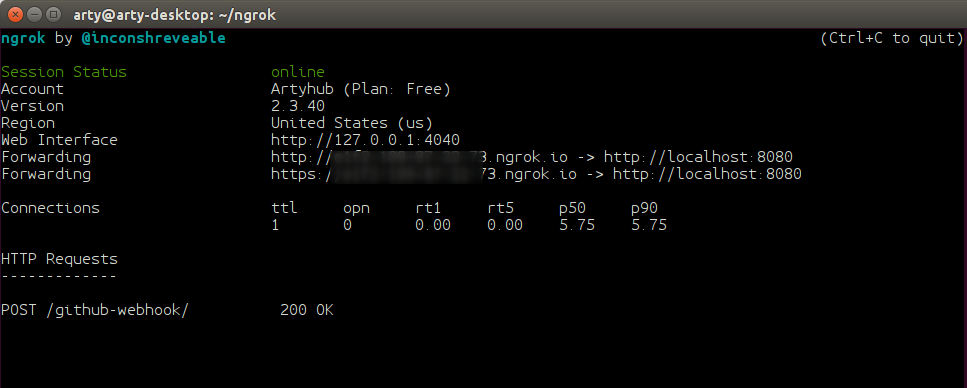 arty@arty-desktop: ~/ngrok
ngrok by @inconshreveable (Ctrl+C to quit)
Session Status online
Account Artyhub (Plan: Free)
Version 2.3.40
Region United States (us)
Web Interface http://127.0.0.1:4040
Forwarding http:// 73.ngrok.io -> http://localhost:8080
Forwarding https:/ 73.ngrok.io -> http://localhost:8080
Connections ttl opn rt1 rt5 p50 p90
1 0 0.00 0.00 5.75 5.75
HTTP Requests
-------------
POST /github-webhook/ 200 OK